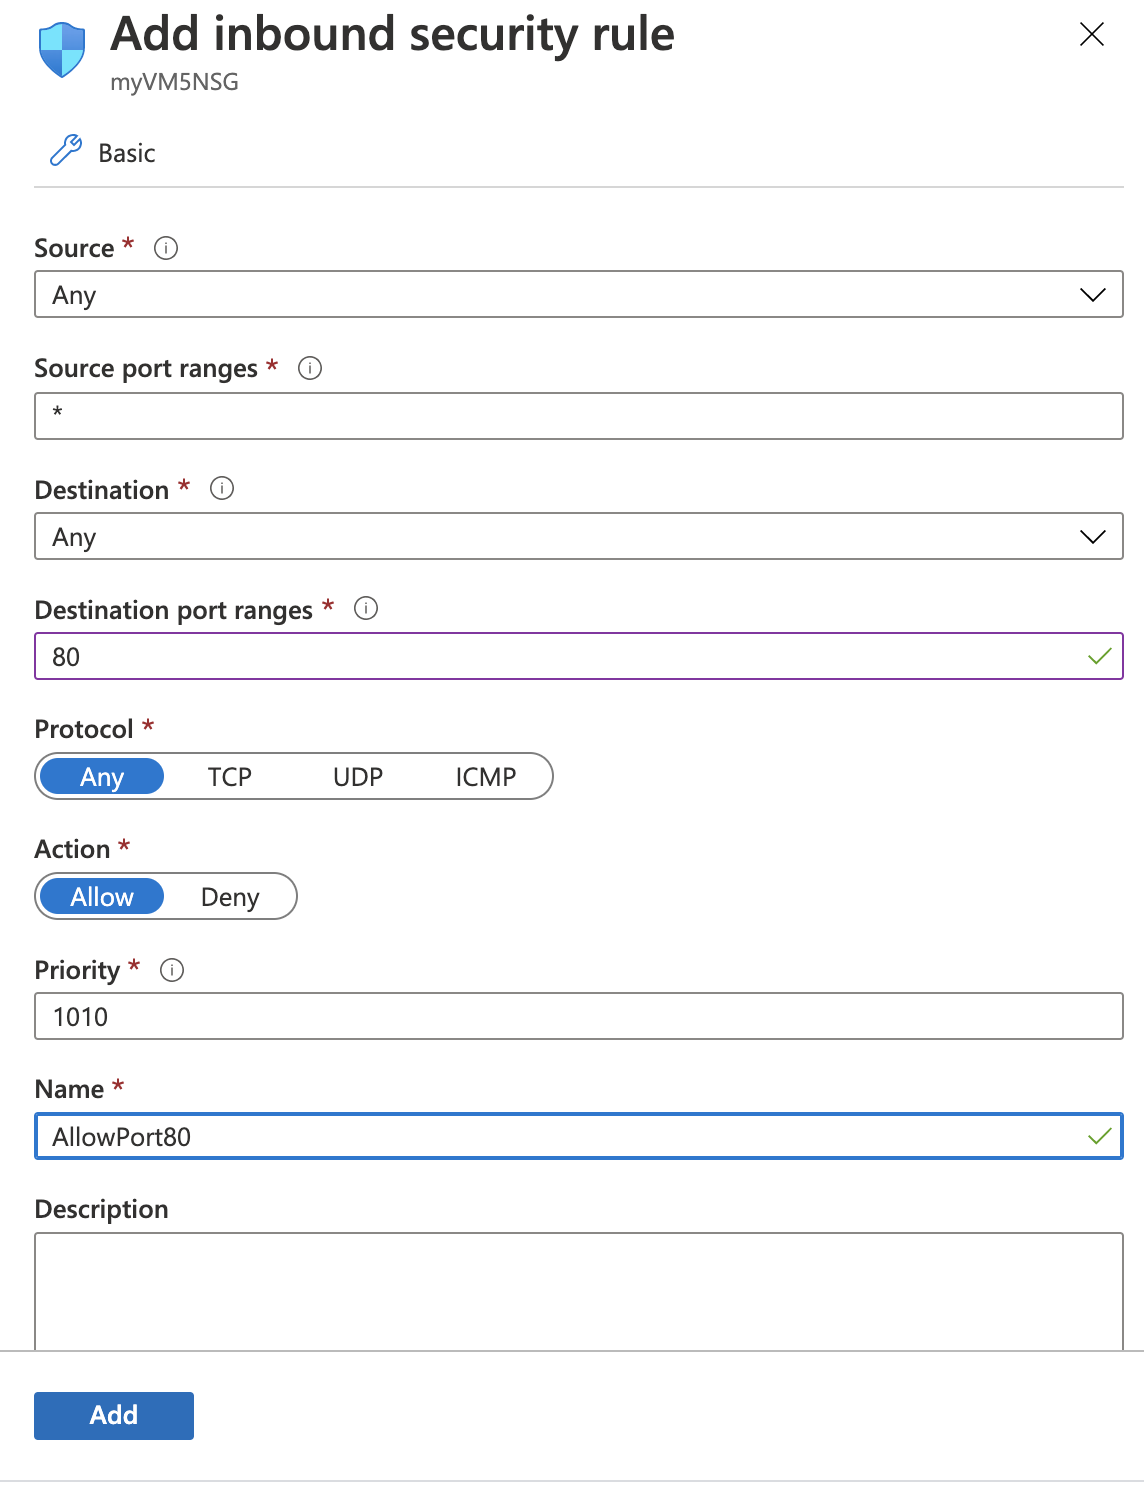 Add inbound security rule
myVM5NSG
Basic
Source *
Any
Source port ranges *
*
Destination *
Any
Destination port ranges *
80
Protocol *
Any TCP UDP ICMP
Action *
Allow Deny
Priority *
1010
Name *
AllowPort80
Description
Add